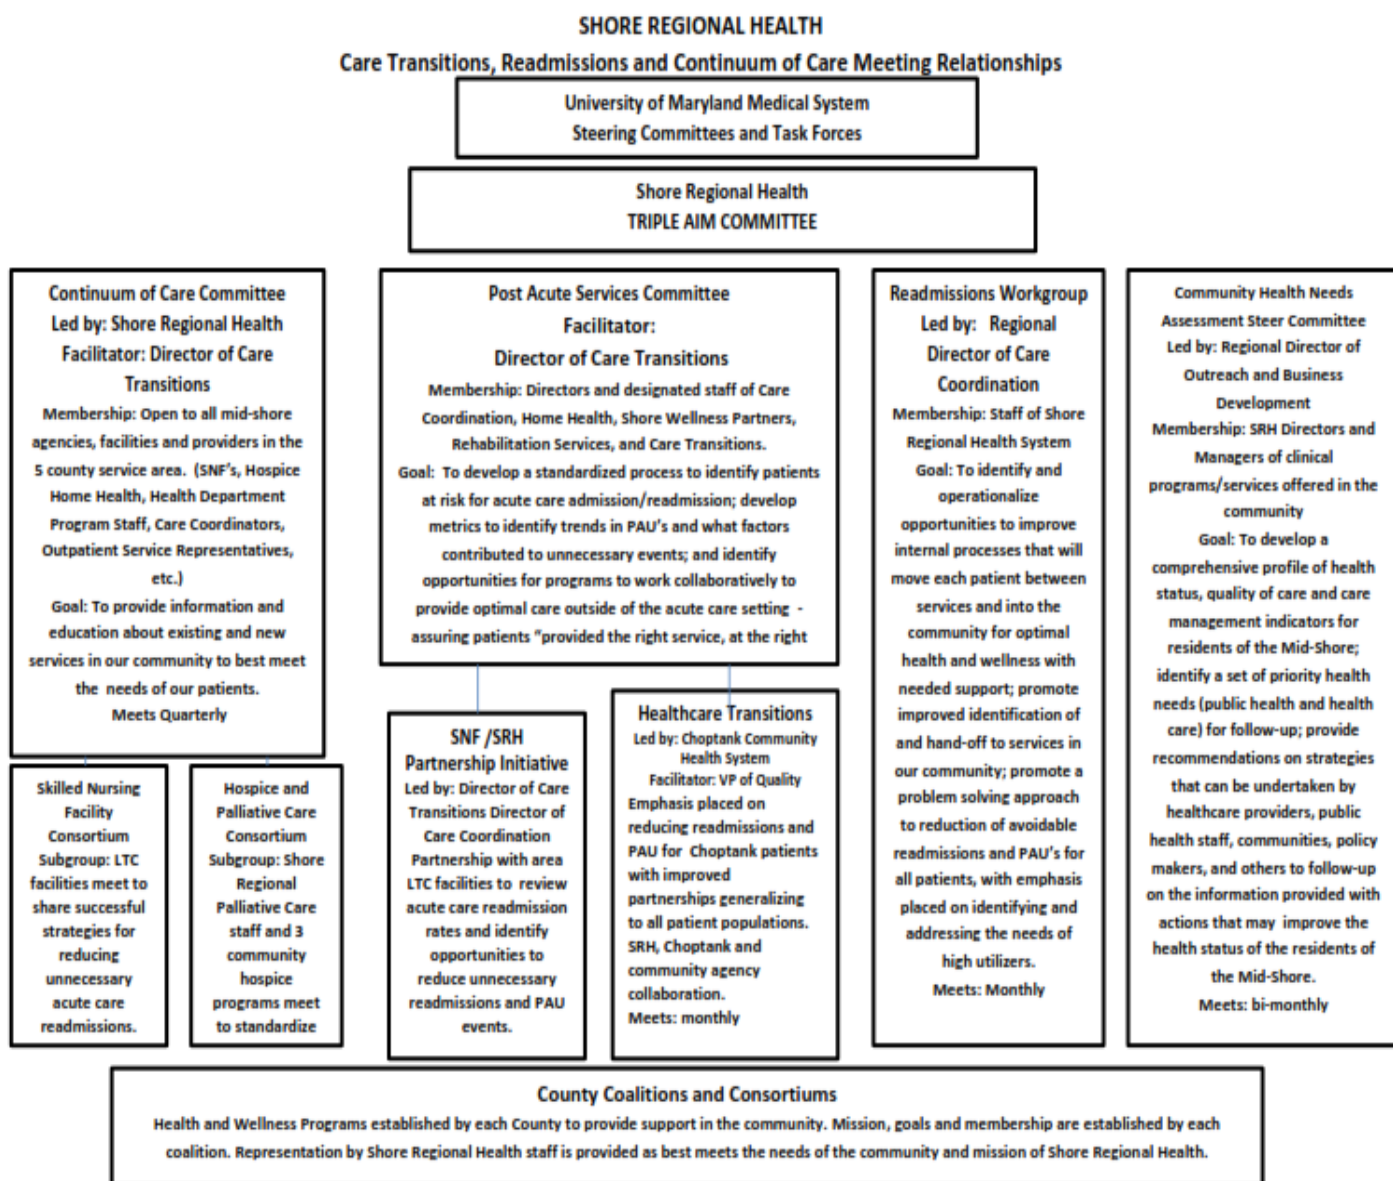 SHORE REGIONAL HEALTH
Care Transitions, Readmissions and Continuum of Care Meeting Relationships
University of Maryland Medical System
Steering Committees and Task Forces
Shore Regional Health
TRIPLE AIM COMMITTEE
Continuum of Care Committee
Led by: Shore Regional Health
Facilitator: Director of Care
Transitions
Membership: Open to all mid-shore
agencies, facilities and providers in the
5 county service area. (SNF's, Hospice
Home Health, Health Department
Program Staff, Care Coordinators,
Outpatient Service Representatives,
etc.)
Goal: To provide information and
education about existing and new
services in our community to best meet
the needs of our patients.
Meets Quarterly
Post Acute Services Committee
Facilitator:
Director of Care Transitions
Membership: Directors and designated staff of Care
Coordination, Home Health, Shore Wellness Partners,
Rehabilitation Services, and Care Transitions.
Goal: To develop a standardized process to identify patients
at risk for acute care admission/readmission; develop
metrics to identify trends in PAU's and what factors
contributed to unnecessary events; and identify
opportunities for programs to work collaboratively to
provide optimal care outside of the acute care setting -
assuring patients "provided the right service, at the right
Readmissions Workgroup
Led by: Regional
Director of Care
Coordination
Membership: Staff of Shore
Regional Health System
Goal: To identify and
operationalize
opportunities to improve
internal processes that will
move each patient between
services and into the
community for optimal
health and wellness with
needed support; promote
improved identification of
and hand-off to services in
our community; promote a
problem solving approach
to reduction of avoidable
readmissions and PAU's for
all patients, with emphasis
placed on identifying and
addressing the needs of
high utilizers.
Meets: Monthly
Community Health Needs
Assessment Steer Committee
Led by: Regional Director of
Outreach and Business
Development
Membership: SRH Directors and
Managers of clinical
programs/services offered in the
community
Goal: To develop a
comprehensive profile of health
status, quality of care and care
management indicators for
residents of the Mid-Shore;
identify a set of priority health
needs (public health and health
care) for follow-up; provide
recommendations on strategies
that can be undertaken by
healthcare providers, public
health staff, communities, policy
makers, and others to follow-up
on the information provided with
actions that may improve the
health status of the residents of
the Mid-Shore.
Meets: bi-monthly
Skilled Nursing
Facility
Consortium
Subgroup: LTC
facilities meet to
share successful
strategies for
reducing
unnecessary
acute care
readmissions.
Hospice and
Palliative Care
Consortium
Subgroup: Shore
Regional
Palliative Care
staff and 3
community
hospice
programs meet
to standardize
SNF /SRH
Partnership Initiative
Led by: Director of Care
Transitions Director of
Care Coordination
Partnership with area
LTC facilities to review
acute care readmission
rates and identify
opportunities to
reduce unnecessary
readmissions and PAU
events.
Healthcare Transitions
Led by: Choptank Community
Health System
Facilitator: VP of Quality
Emphasis placed on
reducing readmissions and
PAU for Choptank patients
with improved
partnerships generalizing
to all patient populations.
SRH, Choptank and
community agency
collaboration.
Meets: monthly
County Coalitions and Consortiums
Health and Wellness Programs established by each County to provide support in the community. Mission, goals and membership are established by each
coalition. Representation by Shore Regional Health staff is provided as best meets the needs of the community and mission of Shore Regional Health.